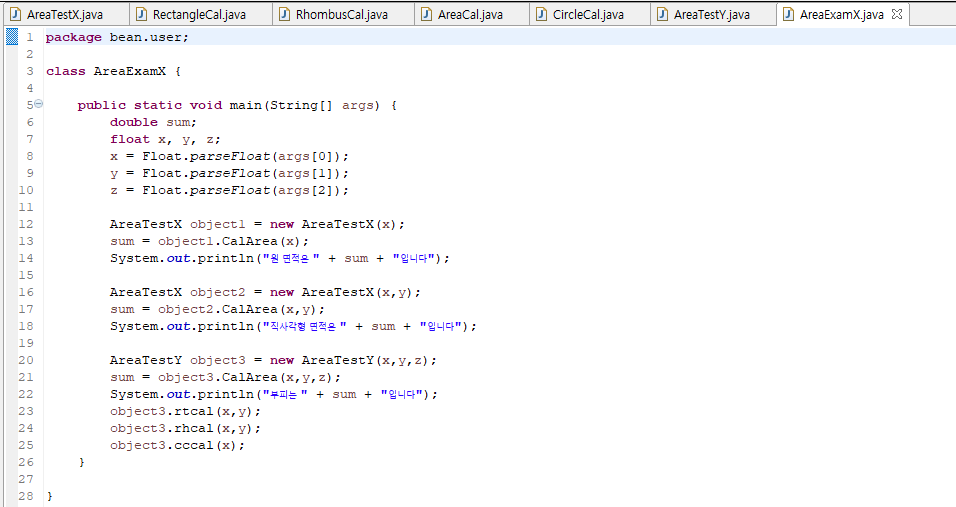 AreaTestX.java RectangleCal.java RhombusCal.java AreaCal.java CircleCal.java AreaTestY.java AreaExamX.java
1 package bean.user;
2
3 class AreaExamX {
4
5 public static void main(String[] args) {
6 double sum;
7 float x, y, z;
8 x = Float.parseFloat(args[0]);
9 y = Float.parseFloat(args[1]);
10 z = Float.parseFloat(args[2]);
11
12 AreaTestX object1 = new AreaTestX(x);
13 sum = object1.CalArea(x);
14 System.out.println("원 면적은 " + sum + "입니다");
15
16 AreaTestX object2 = new AreaTestX(x,y);
17 sum = object2.CalArea(x,y);
18 System.out.println("직사각형 면적은 " + sum + "입니다");
19
20 AreaTestY object3 = new AreaTestY(x,y,z);
21 sum = object3.CalArea(x,y,z);
22 System.out.println("부피는 " + sum + "입니다");
23 object3.rtcal(x,y);
24 object3.rhcal(x,y);
25 object3.cccal(x);
26 }
27
28 }